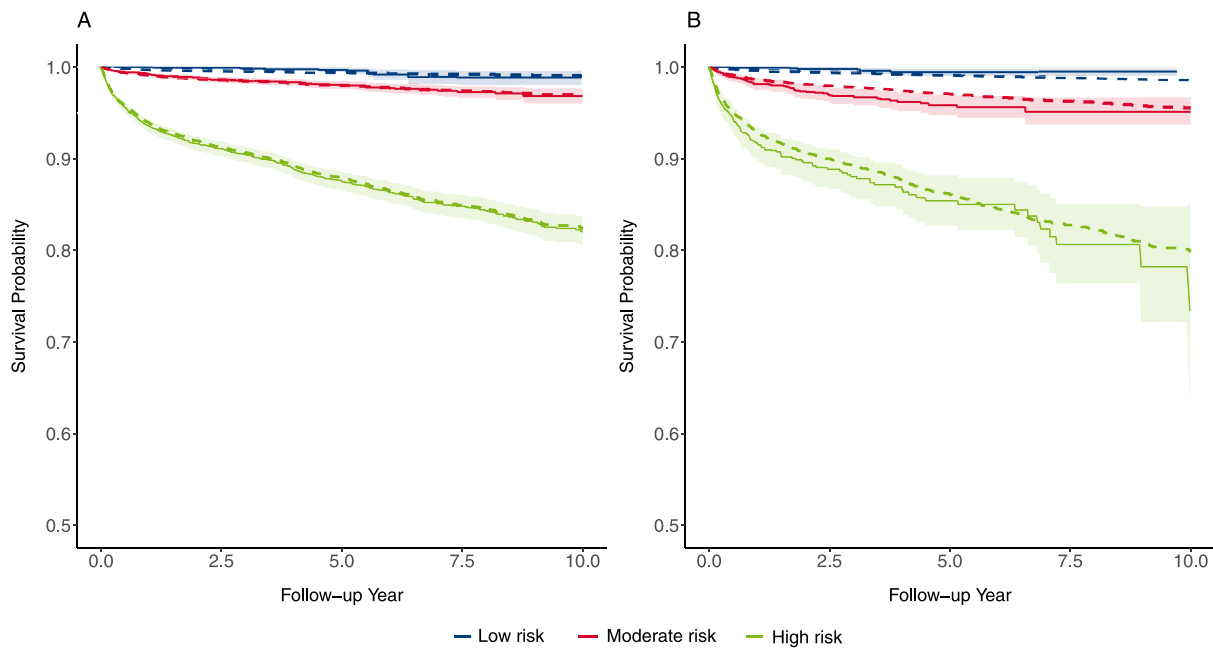 A
Survival Probability
1.0
0.9
0.8
0.7
0.6
0.5
0.0 2.5 5.0 7.5 10.0
Follow–up Year
B
Survival Probability
1.0
0.9
0.8
0.7
0.6
0.5
0.0 2.5 5.0 7.5 10.0
Follow–up Year
Low risk Moderate risk High risk